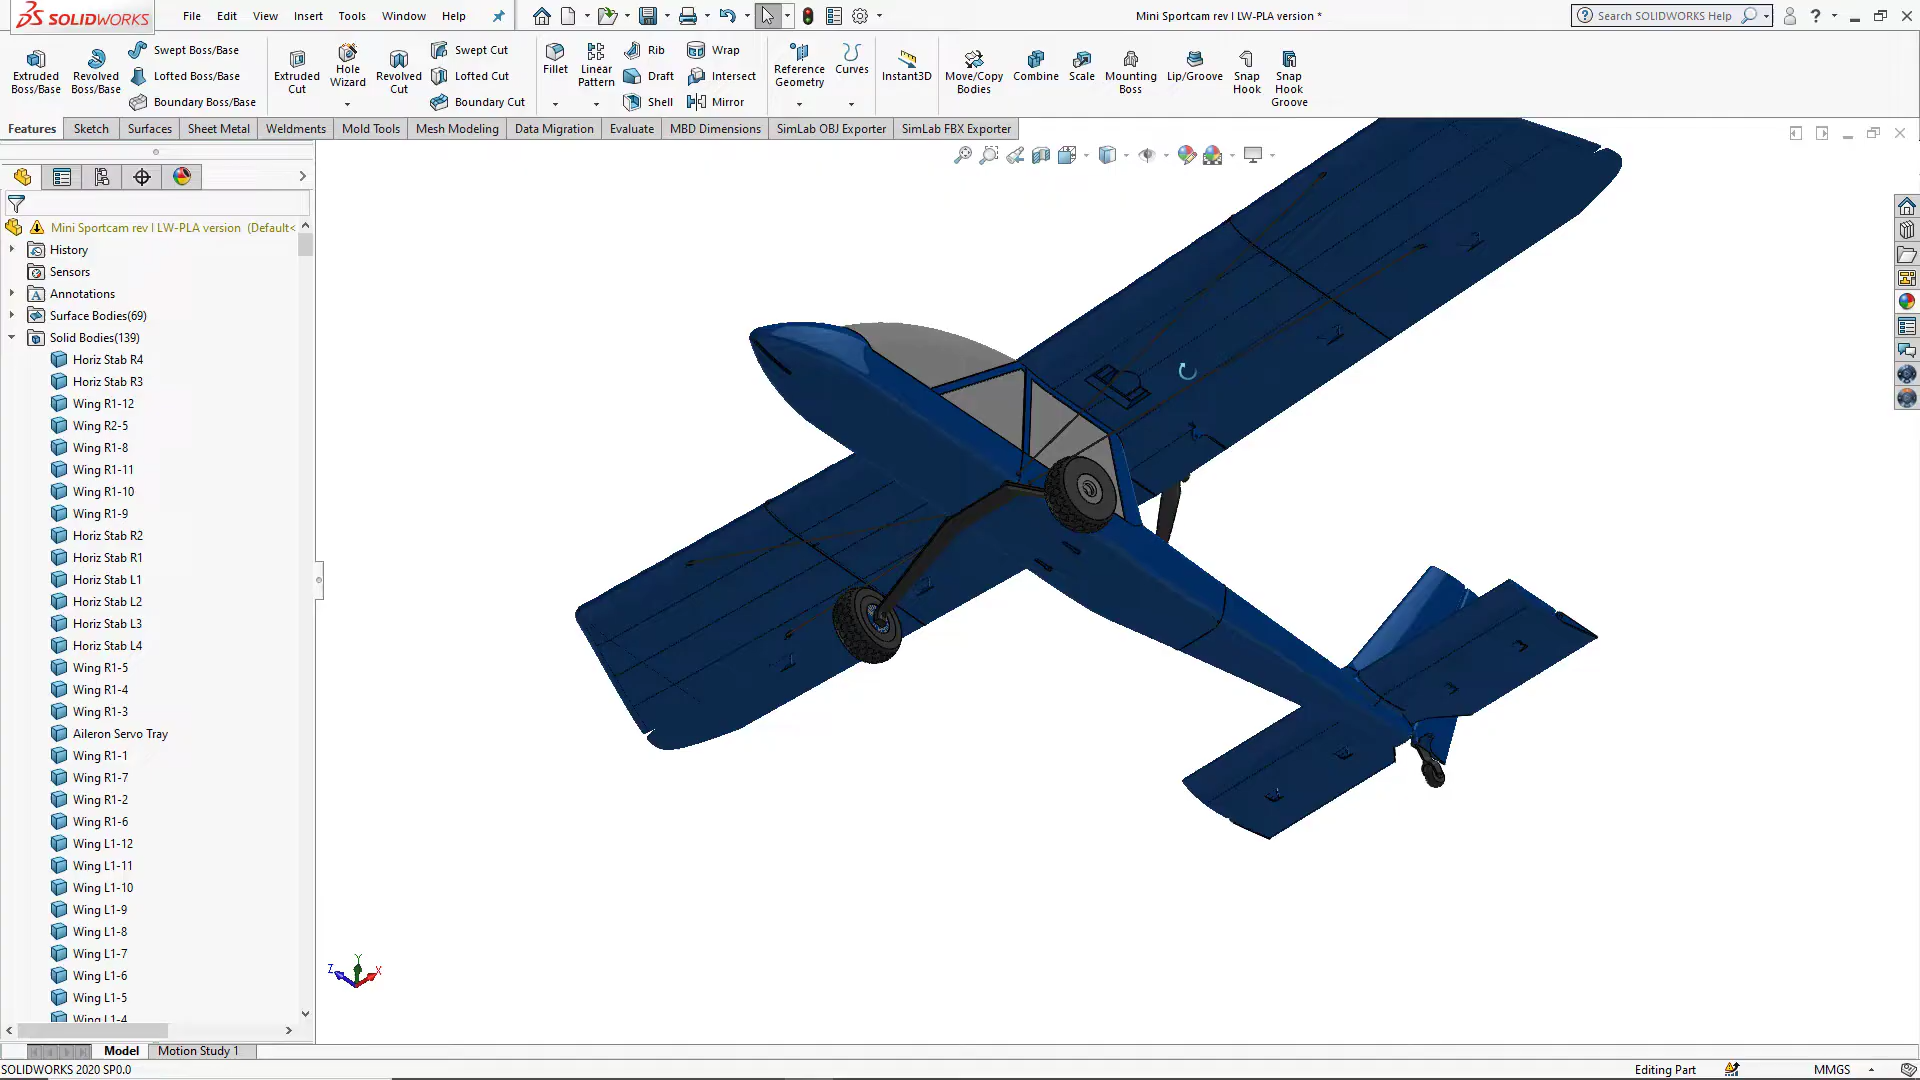 SOLIDWORKS
File Edit View Insert Tools Window Help
Mini Sportcam rev I LW-PLA version *
Search SOLIDWORKS Help
Extruded Boss/Base
Revolved Boss/Base
Swept Boss/Base
Lofted Boss/Base
Boundary Boss/Base
Extruded Cut
Hole Wizard
Revolved Cut
Swept Cut
Lofted Cut
Boundary Cut
Fillet
Linear Pattern
Rib
Draft
Shell
Wrap
Intersect
Mirror
Reference Geometry
Curves
Instant3D
Move/Copy Bodies
Combine
Scale
Mounting Boss
Lip/Groove
Snap Hook
Snap Hook Groove
Features Sketch Surfaces Sheet Metal Weldments Mold Tools Mesh Modeling Data Migration Evaluate MBD Dimensions SimLab OBJ Exporter SimLab FBX Exporter
Mini Sportcam rev I LW-PLA version (Default<
History
Sensors
Annotations
Surface Bodies(69)
Solid Bodies(139)
Horiz Stab R4
Horiz Stab R3
Wing R1-12
Wing R2-5
Wing R1-8
Wing R1-11
Wing R1-10
Wing R1-9
Horiz Stab R2
Horiz Stab R1
Horiz Stab L1
Horiz Stab L2
Horiz Stab L3
Horiz Stab L4
Wing R1-5
Wing R1-4
Wing R1-3
Aileron Servo Tray
Wing R1-1
Wing R1-7
Wing R1-2
Wing R1-6
Wing L1-12
Wing L1-11
Wing L1-10
Wing L1-9
Wing L1-8
Wing L1-7
Wing L1-6
Wing L1-5
Wing L1-4
Z Y X
Model Motion Study 1
SOLIDWORKS 2020 SP0.0
Editing Part
MMGS